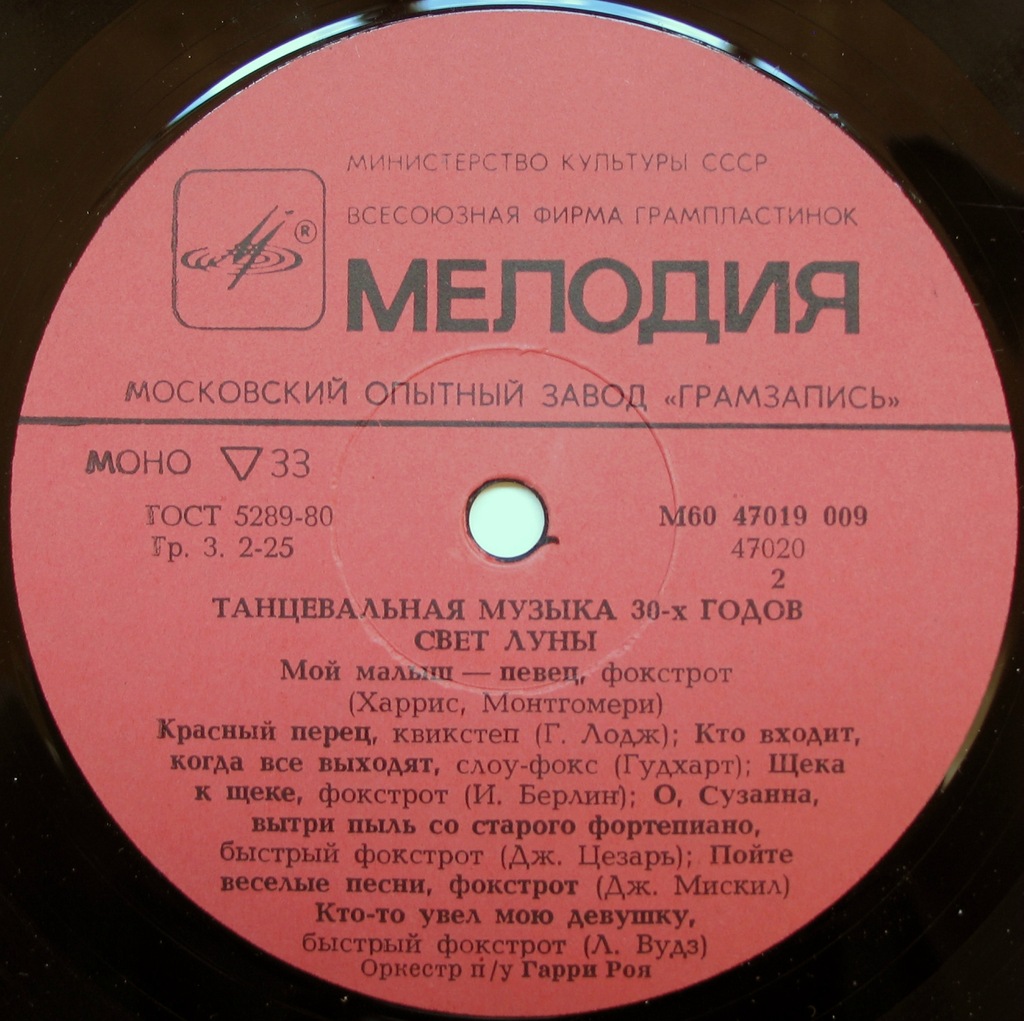 МИНИСТЕРСТВО КУЛЬТУРЫ СССР
ВСЕСОЮЗНАЯ ФИРМА ГРАМПЛАСТИНОК
®
МЕЛОДИЯ
МОСКОВСКИЙ ОПЫТНЫЙ ЗАВОД «ГРАМЗАПИСЬ»
МОНО ▽ 33
ГОСТ 5289-80
Гр. 3. 2-25
М60 47019 009
47020
2
ТАНЦЕВАЛЬНАЯ МУЗЫКА 30-х ГОДОВ
СВЕТ ЛУНЫ
Мой малыш — певец, фокстрот
(Харрис, Монтгомери)
Красный перец, квикстеп (Г. Лодж); Кто входит,
когда все выходят, слоу-фокс (Гудхарт); Щека
к щеке, фокстрот (И. Берлин); О, Сузанна,
вытри пыль со старого фортепиано,
быстрый фокстрот (Дж. Цезарь); Пойте
веселые песни, фокстрот (Дж. Мискил)
Кто-то увел мою девушку,
быстрый фокстрот (Л. Вудз)
Оркестр п/у Гарри Роя